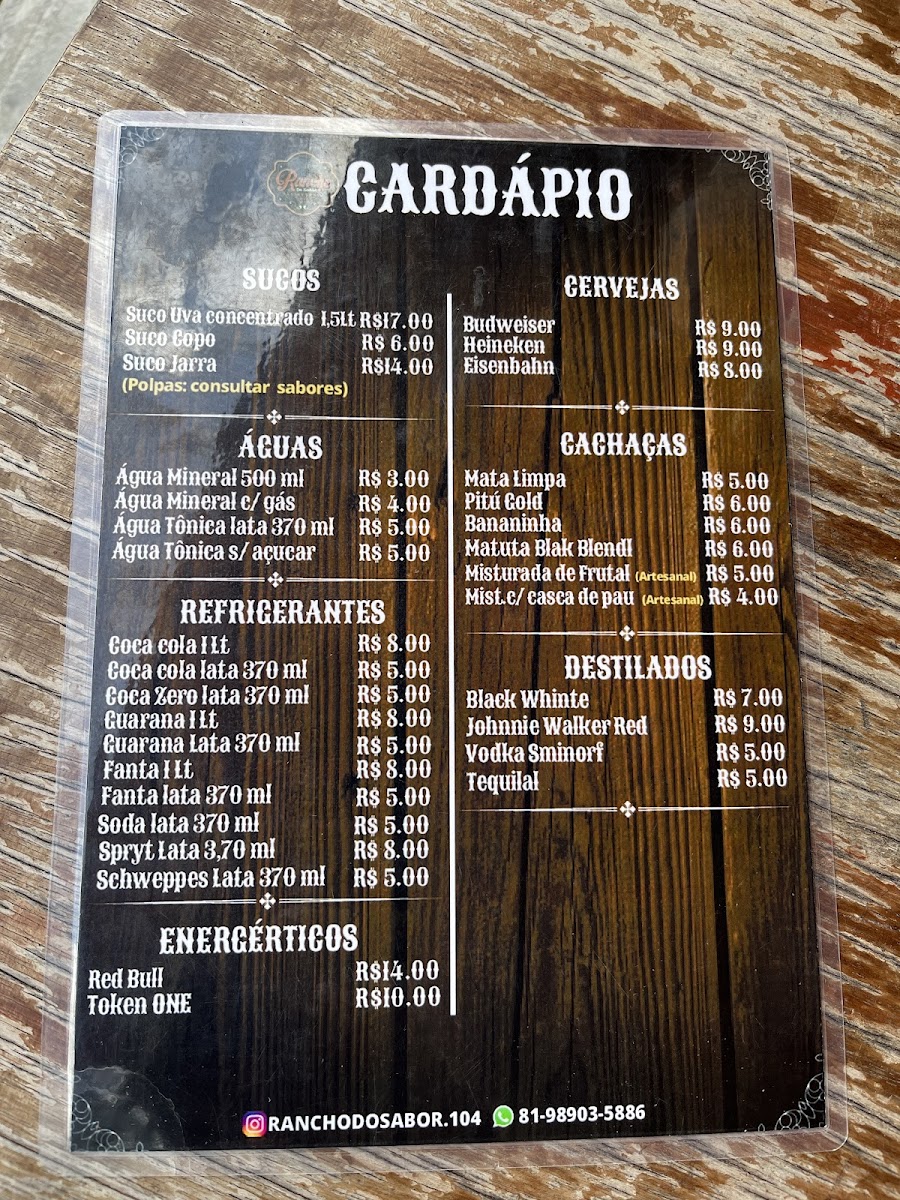 Rancho
CARDÁPIO
SUCOS
Suco Uva concentrado 1,5Lt R$17.00
Suco Copo R$ 6.00
Suco Jarra R$14.00
(Polpas: consultar sabores)
ÁGUAS
Água Mineral 500 ml R$ 3.00
Água Mineral c/ gás R$ 4.00
Água Tônica lata 370 ml R$ 5.00
Água Tônica s/ açucar R$ 5.00
REFRIGERANTES
Coca cola 1 Lt R$ 8.00
Coca cola lata 370 ml R$ 5.00
Coca Zero lata 370 ml R$ 5.00
Guarana 1 Lt R$ 8.00
Guarana Lata 370 ml R$ 5.00
Fanta 1 Lt R$ 8.00
Fanta lata 370 ml R$ 5.00
Soda lata 370 ml R$ 5.00
Spryt Lata 3,70 ml R$ 8.00
Schweppes Lata 370 ml R$ 5.00
ENERGÉRTICOS
Red Bull R$14.00
Token ONE R$10.00
CERVEJAS
Budweiser R$ 9.00
Heineken R$ 9.00
Eisenbahn R$ 8.00
CACHAÇAS
Mata Limpa R$ 5.00
Pitú Gold R$ 6.00
Bananinha R$ 6.00
Matuta Blak Blendl R$ 6.00
Misturada de Frutal (Artesanal) R$ 5.00
Mist.c/ casca de pau (Artesanal) R$ 4.00
DESTILADOS
Black Whinte R$ 7.00
Johnnie Walker Red R$ 9.00
Vodka Sminorf R$ 5.00
Tequilal R$ 5.00
RANCHODOSABOR.104 81-98903-5886